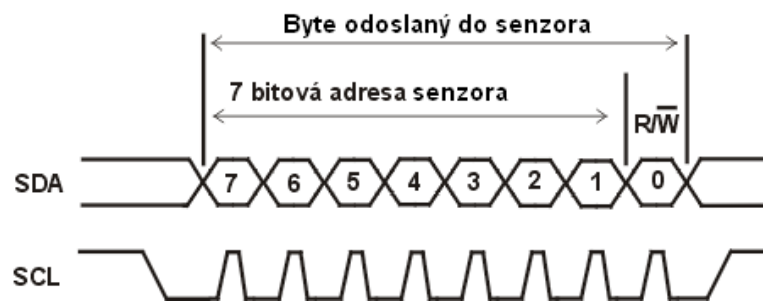 Byte odoslaný do senzora
7 bitová adresa senzora
R/W̅
SDA 7 6 5 4 3 2 1 0
SCL